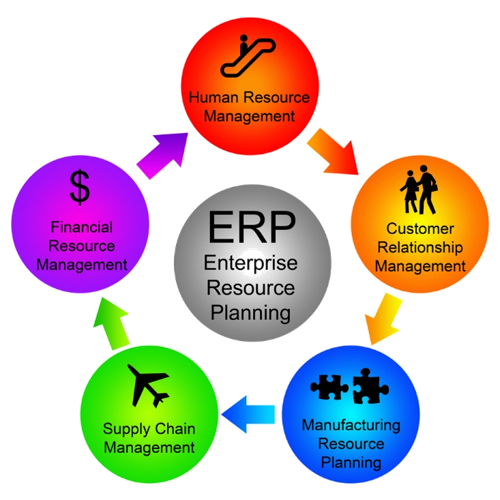 Human Resource
Management
$
Financial
Resource
Management
ERP
Enterprise
Resource
Planning
Customer
Relationship
Management
Supply Chain
Management
Manufacturing
Resource
Planning